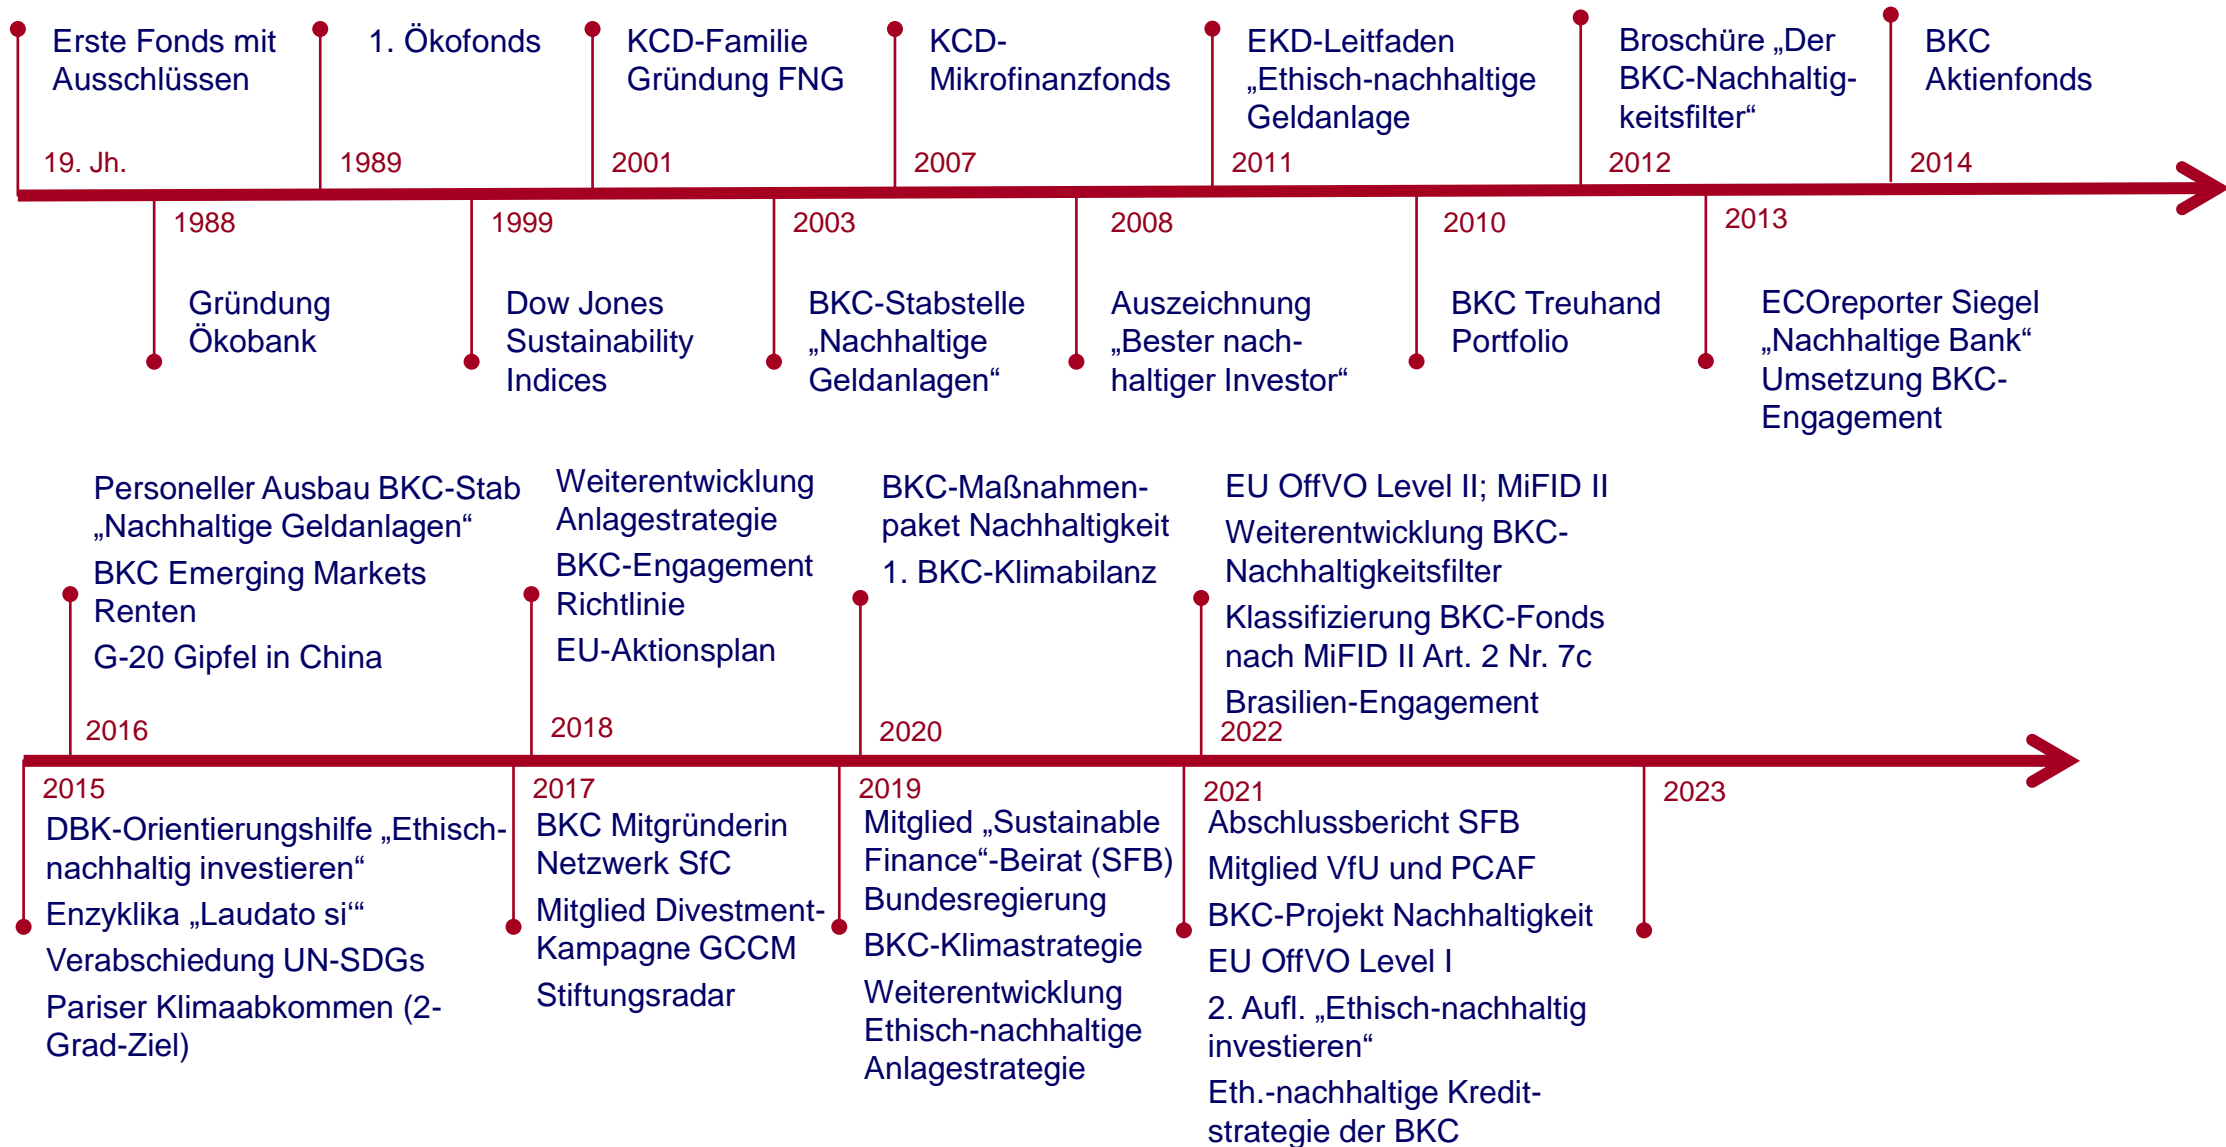 Erste Fonds mit
Ausschlüssen
19. Jh.
1. Ökofonds
1989
KCD-Familie
Gründung FNG
2001
KCD-
Mikrofinanzfonds
2007
EKD-Leitfaden
„Ethisch-nachhaltige
Geldanlage
2011
Broschüre „Der
BKC-Nachhaltig-
keitsfilter“
2012
BKC
Aktienfonds
2014
1988
Gründung
Ökobank
1999
Dow Jones
Sustainability
Indices
2003
BKC-Stabstelle
„Nachhaltige
Geldanlagen“
2008
Auszeichnung
„Bester nach-
haltiger Investor“
2010
BKC Treuhand
Portfolio
2013
ECOreporter Siegel
„Nachhaltige Bank“
Umsetzung BKC-
Engagement
Personeller Ausbau BKC-Stab
„Nachhaltige Geldanlagen“
BKC Emerging Markets
Renten
G-20 Gipfel in China
2016
Weiterentwicklung
Anlagestrategie
BKC-Engagement
Richtlinie
EU-Aktionsplan
2018
BKC-Maßnahmen-
paket Nachhaltigkeit
1. BKC-Klimabilanz
2020
EU OffVO Level II; MiFID II
Weiterentwicklung BKC-
Nachhaltigkeitsfilter
Klassifizierung BKC-Fonds
nach MiFID II Art. 2 Nr. 7c
Brasilien-Engagement
2022
2015
DBK-Orientierungshilfe „Ethisch-
nachhaltig investieren“
Enzyklika „Laudato si‘“
Verabschiedung UN-SDGs
Pariser Klimaabkommen (2-
Grad-Ziel)
2017
BKC Mitgründerin
Netzwerk SfC
Mitglied Divestment-
Kampagne GCCM
Stiftungsradar
2019
Mitglied „Sustainable
Finance“-Beirat (SFB)
Bundesregierung
BKC-Klimastrategie
Weiterentwicklung
Ethisch-nachhaltige
Anlagestrategie
2021
Abschlussbericht SFB
Mitglied VfU und PCAF
BKC-Projekt Nachhaltigkeit
EU OffVO Level I
2. Aufl. „Ethisch-nachhaltig
investieren“
Eth.-nachhaltige Kredit-
strategie der BKC
2023